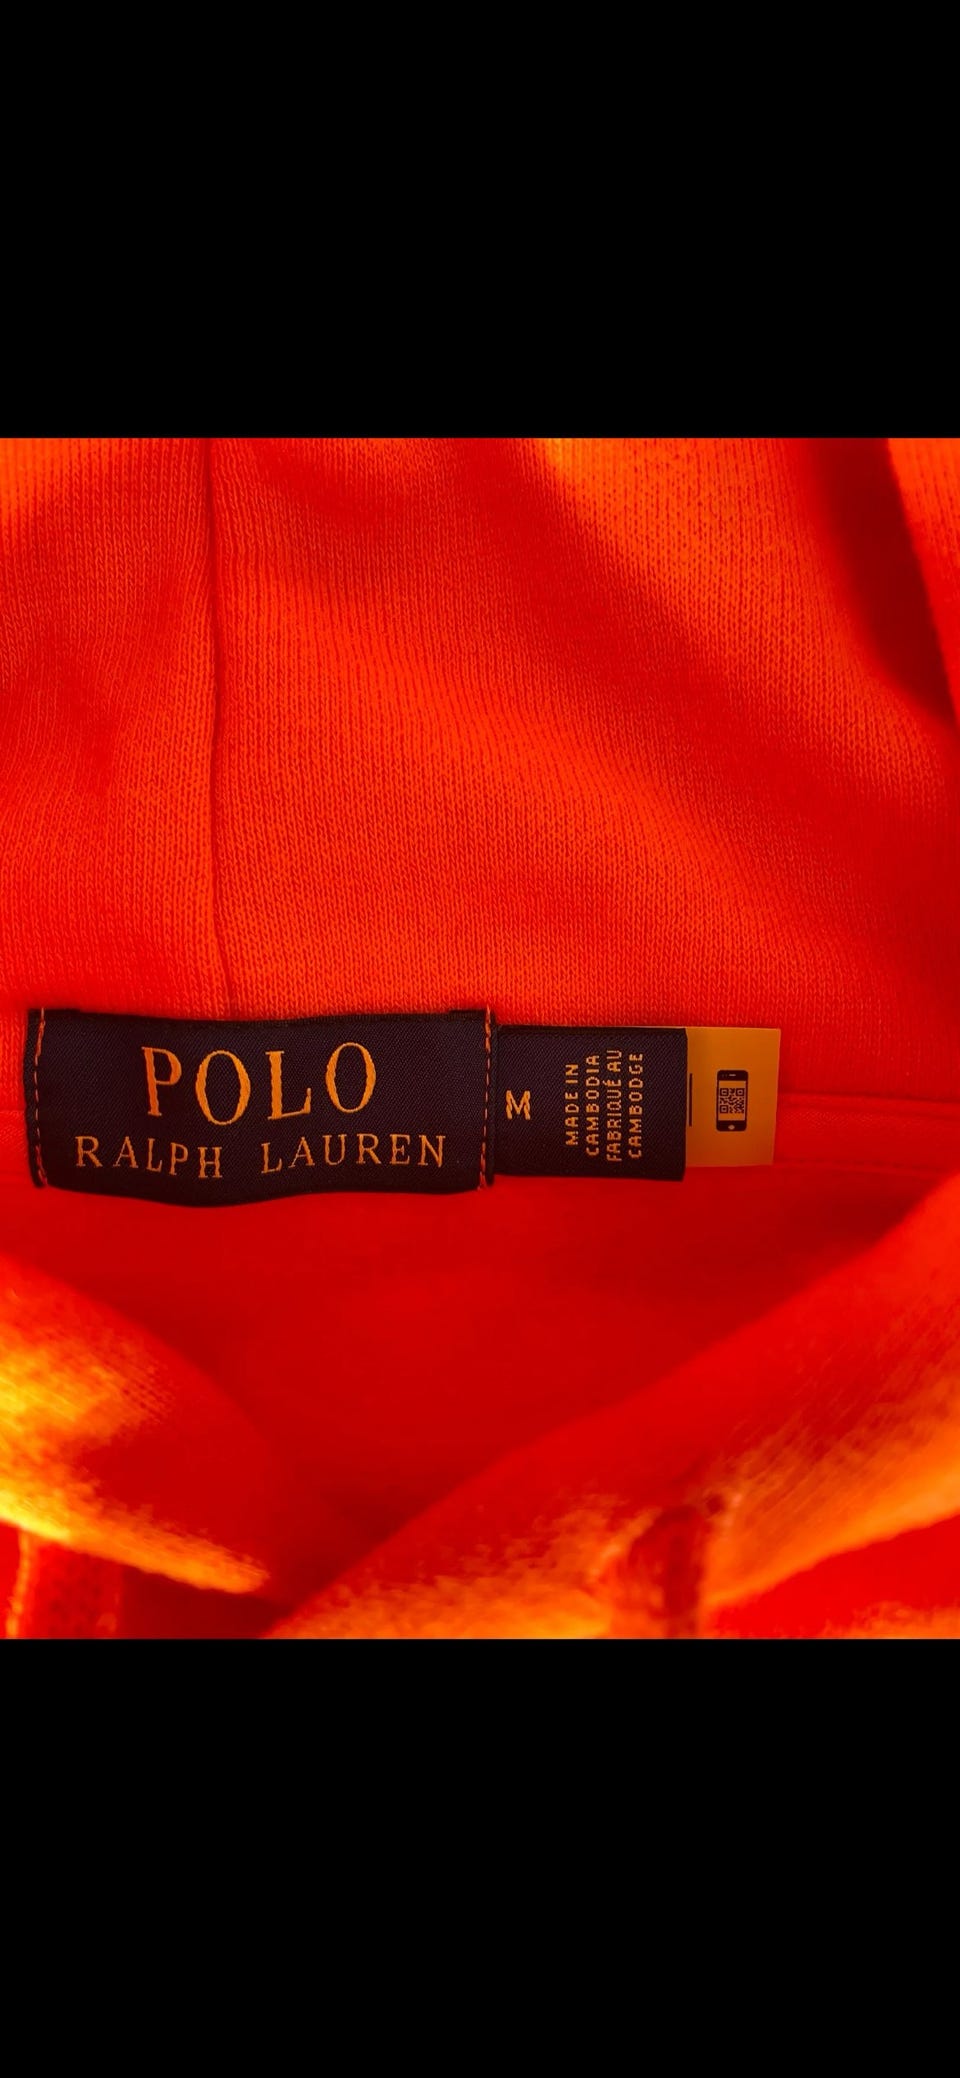 POLO
RALPH LAUREN
M
MADE IN
CAMBODIA
FABRIQUÉ AU
CAMBODGE